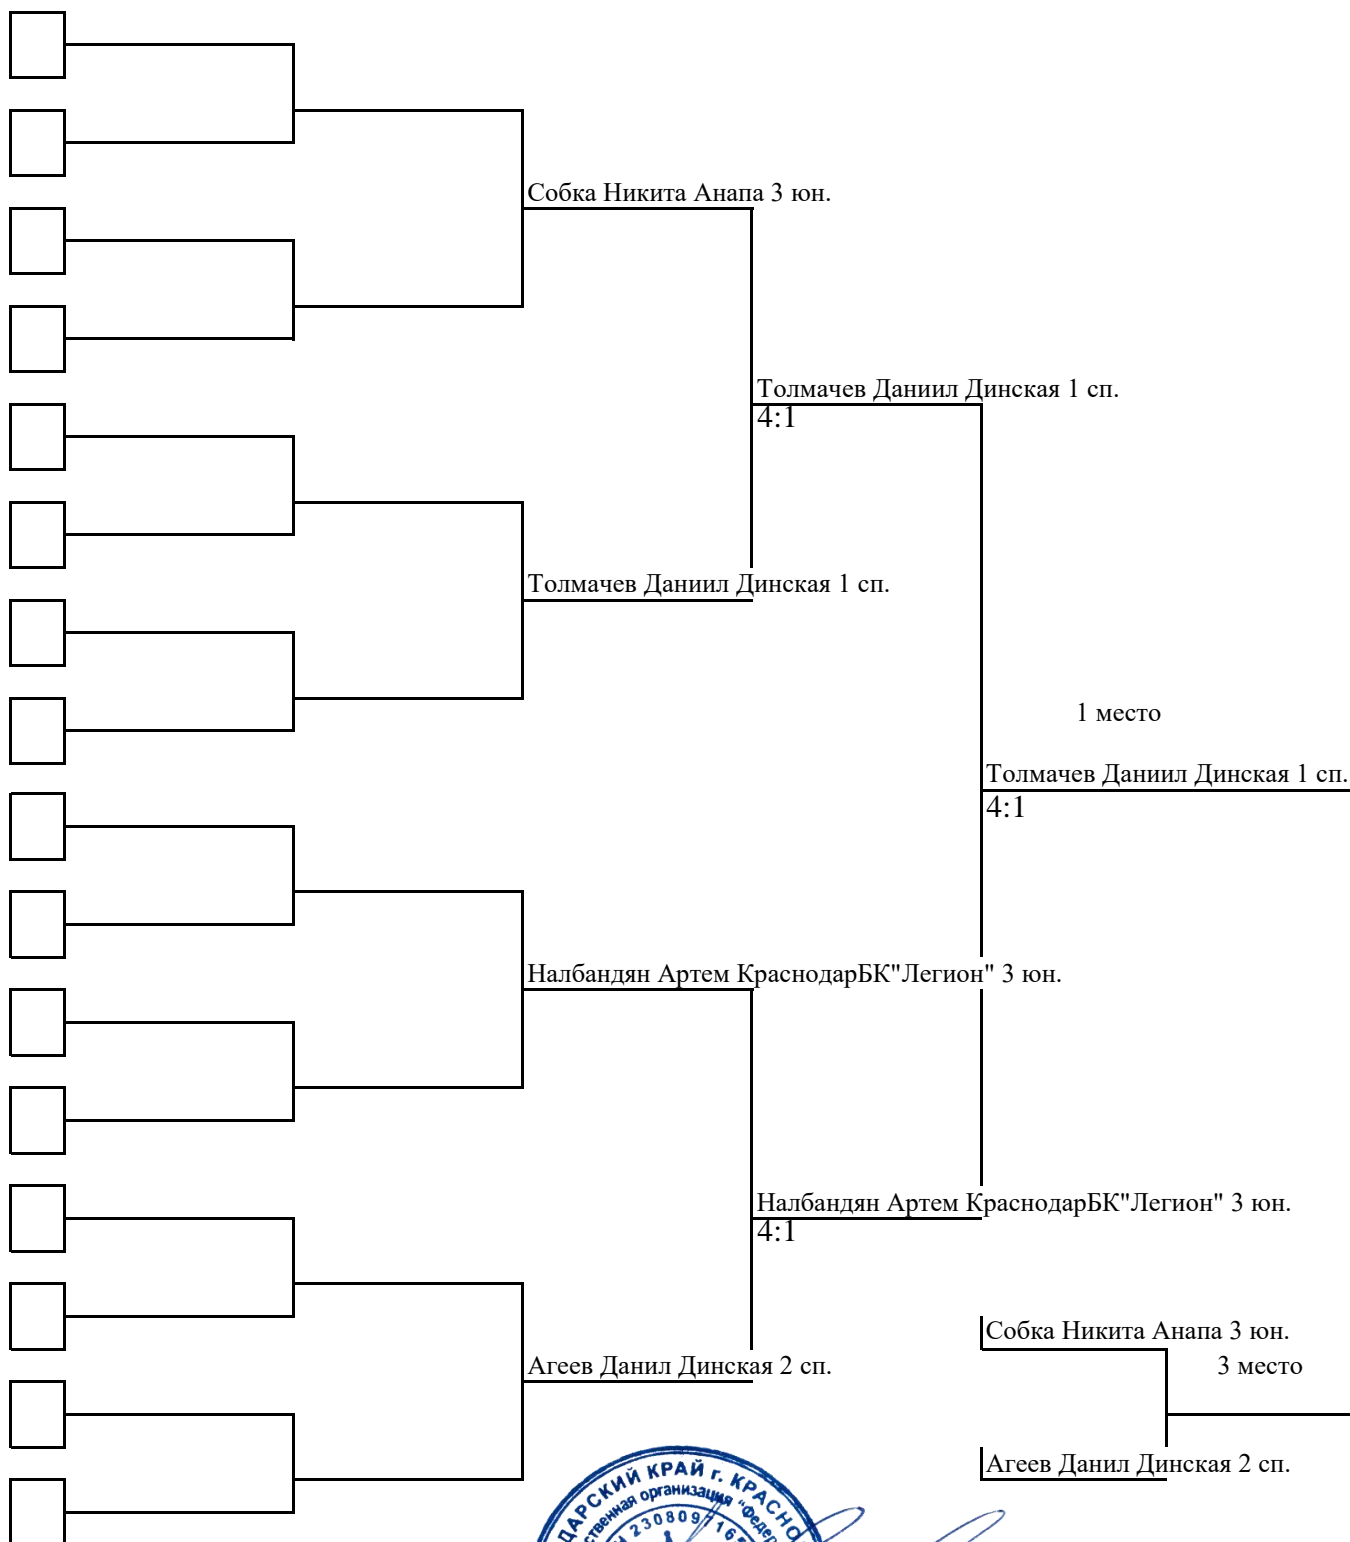 Собка Никита Анапа 3 юн.
Толмачев Даниил Динская 1 сп.
4:1
Толмачев Даниил Динская 1 сп.
1 место
Толмачев Даниил Динская 1 сп.
4:1
Налбандян Артем КраснодарБК"Легион" 3 юн.
Налбандян Артем КраснодарБК"Легион" 3 юн.
4:1
Собка Никита Анапа 3 юн.
Агеев Данил Динская 2 сп.
3 место
Агеев Данил Динская 2 сп.
КРАЙ г.
организация